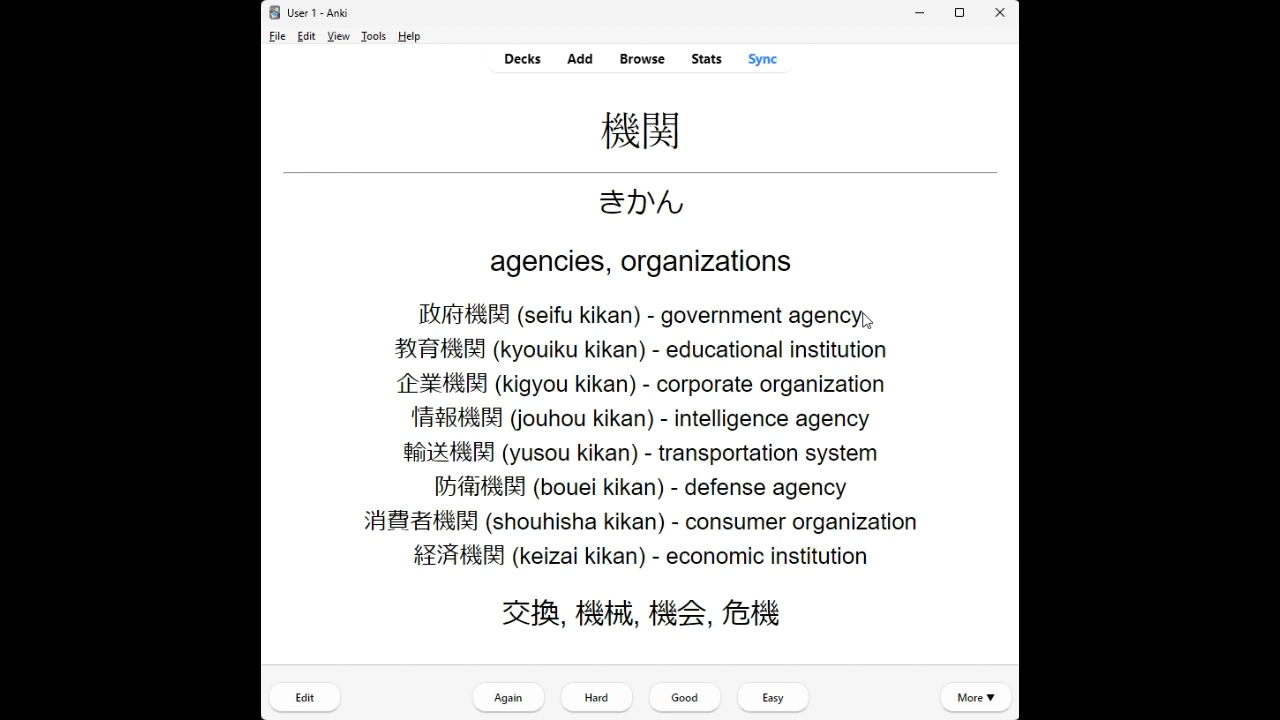 User 1 - Anki
File Edit View Tools Help
Decks Add Browse Stats Sync
機関
きかん
agencies, organizations
政府機関 (seifu kikan) - government agency
教育機関 (kyouiku kikan) - educational institution
企業機関 (kigyou kikan) - corporate organization
情報機関 (jouhou kikan) - intelligence agency
輸送機関 (yusou kikan) - transportation system
防衛機関 (bouei kikan) - defense agency
消費者機関 (shouhisha kikan) - consumer organization
経済機関 (keizai kikan) - economic institution
交換, 機械, 機会, 危機
Edit Again Hard Good Easy More ▼